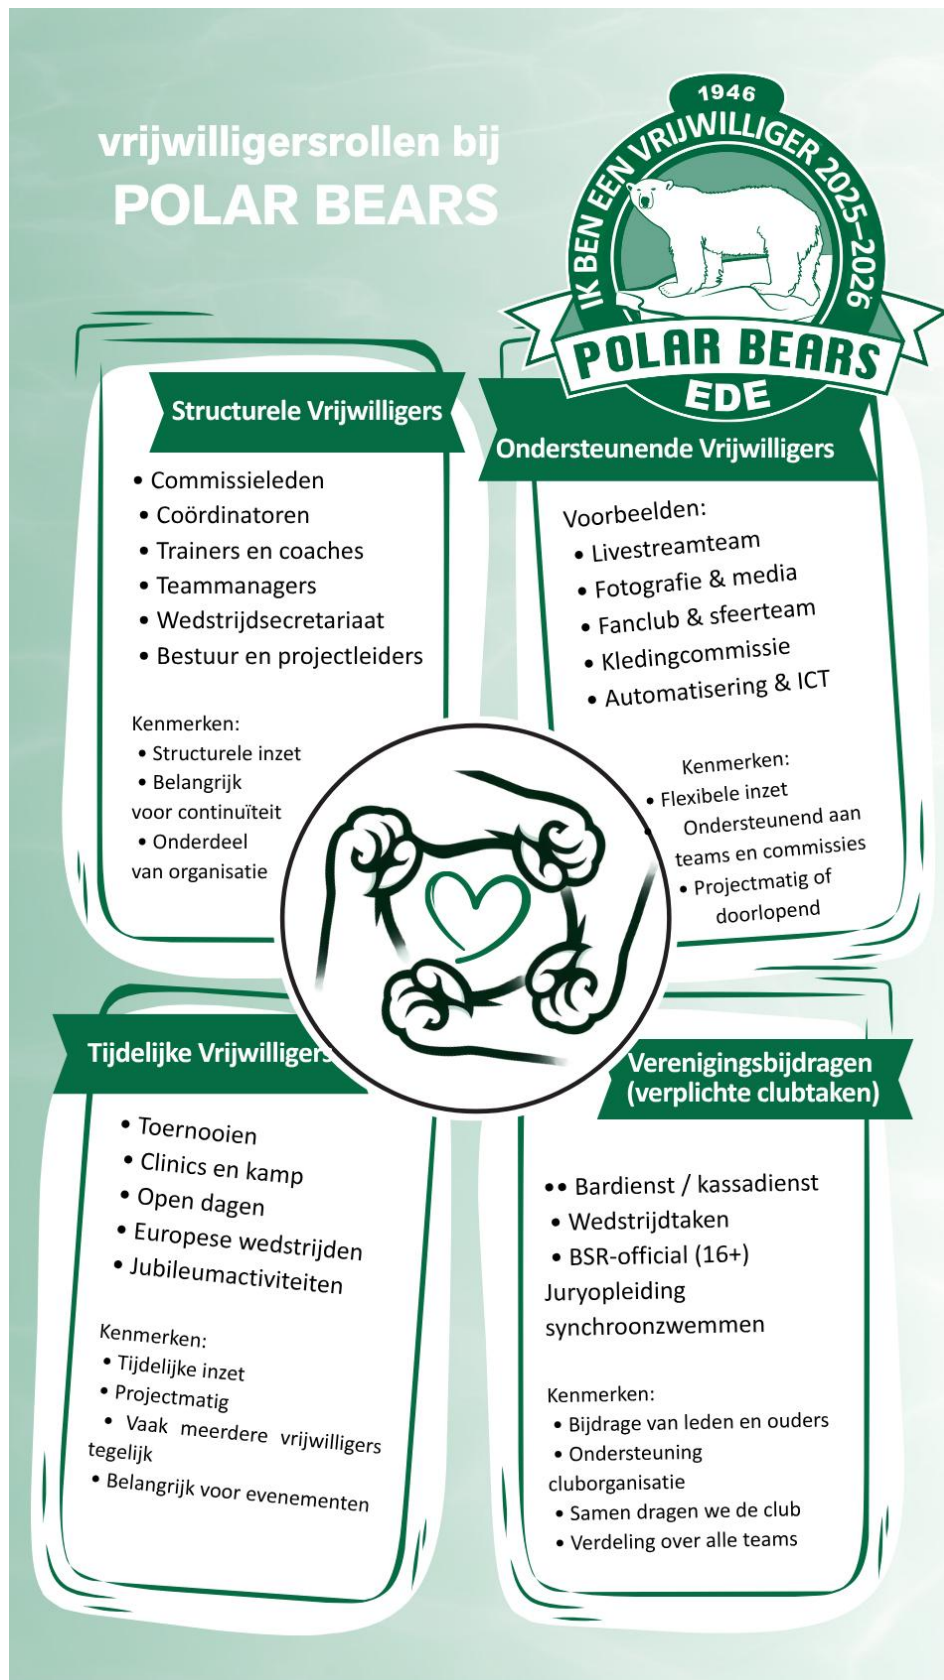 vrijwilligersrollen bij
POLAR BEARS
1946
IK BEN EEN VRIJWILLIGER 2025–2026
POLAR BEARS
EDE
Structurele Vrijwilligers
• Commissieleden
• Coördinatoren
• Trainers en coaches
• Teammanagers
• Wedstrijdsecretariaat
• Bestuur en projectleiders
Kenmerken:
• Structurele inzet
• Belangrijk
voor continuïteit
• Onderdeel
van organisatie
Ondersteunende Vrijwilligers
Voorbeelden:
• Livestreamteam
• Fotografie & media
• Fanclub & sfeerteam
• Kledingcommissie
• Automatisering & ICT
Kenmerken:
• Flexibele inzet
Ondersteunend aan
teams en commissies
• Projectmatig of
doorlopend
Tijdelijke Vrijwilligers
• Toernooien
• Clinics en kamp
• Open dagen
• Europese wedstrijden
• Jubileumactiviteiten
Kenmerken:
• Tijdelijke inzet
• Projectmatig
• Vaak meerdere vrijwilligers
tegelijk
• Belangrijk voor evenementen
Verenigingsbijdragen
(verplichte clubtaken)
•• Bardienst / kassadienst
• Wedstrijdtaken
• BSR-official (16+)
Juryopleiding
synchroonzwemmen
Kenmerken:
• Bijdrage van leden en ouders
• Ondersteuning
cluborganisatie
• Samen dragen we de club
• Verdeling over alle teams